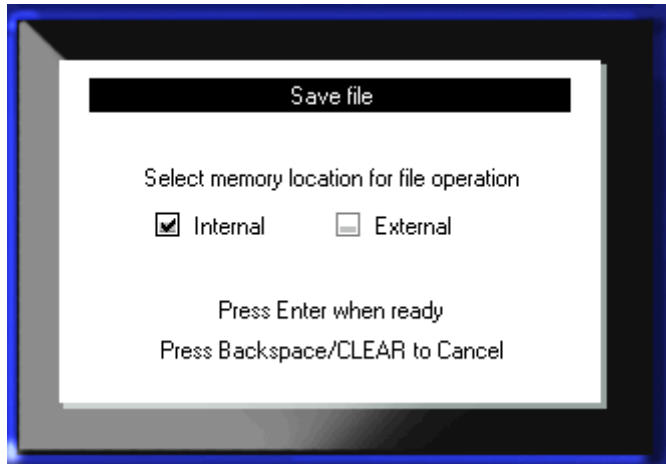 Save file
Select memory location for file operation
Internal External
Press Enter when ready
Press Backspace/CLEAR to Cancel